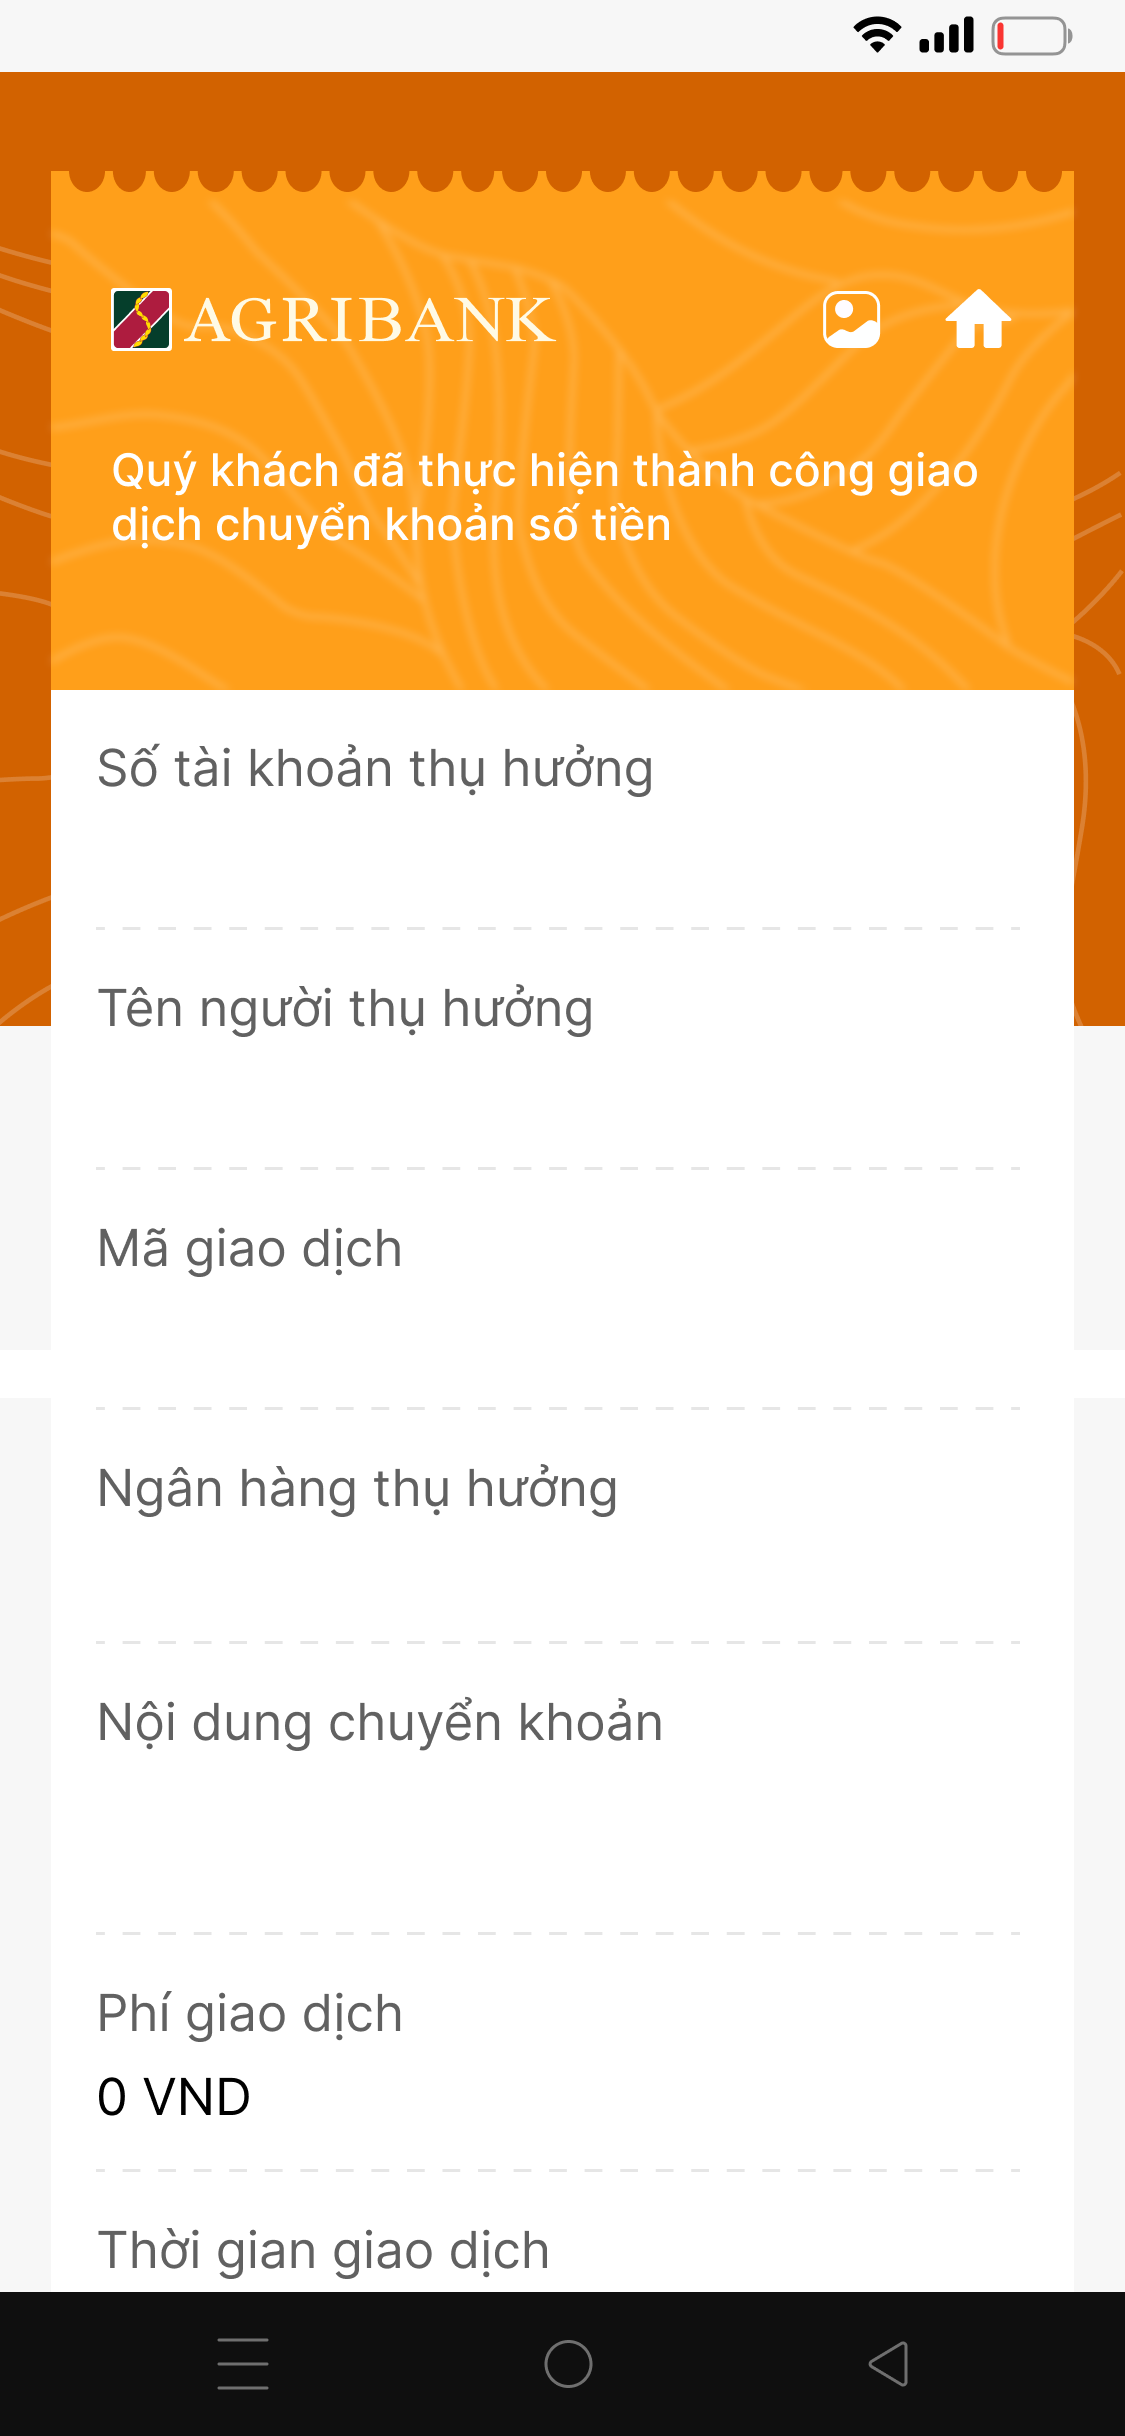 AGRIBANK
Quý khách đã thực hiện thành công giao
dịch chuyển khoản số tiền
Số tài khoản thụ hưởng
Tên người thụ hưởng
Mã giao dịch
Ngân hàng thụ hưởng
Nội dung chuyển khoản
Phí giao dịch
0 VND
Thời gian giao dịch